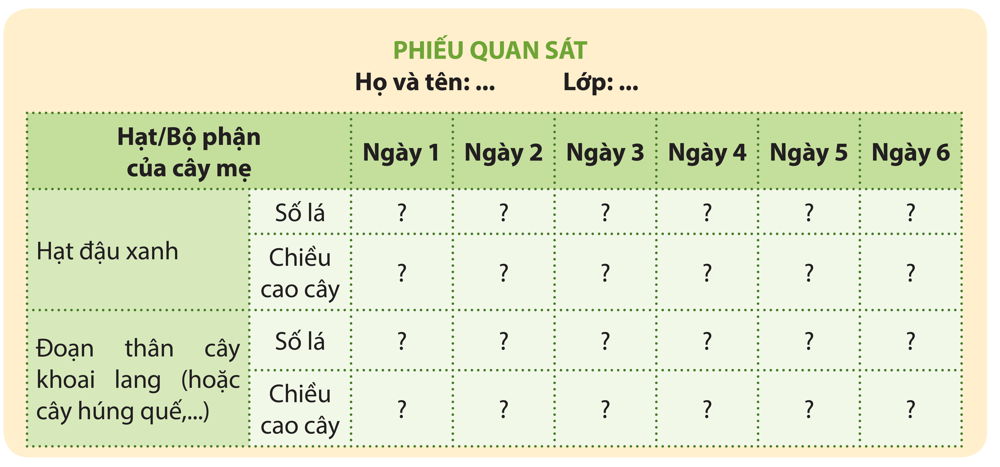 PHIẾU QUAN SÁT
Họ và tên: ... Lớp: ...
Hạt/Bộ phận
của cây mẹ
Ngày 1 Ngày 2 Ngày 3 Ngày 4 Ngày 5 Ngày 6
Hạt đậu xanh
Số lá
? ? ? ? ? ?
Chiều
cao cây
? ? ? ? ? ?
Đoạn thân cây
khoai lang (hoặc
cây húng quế,...)
Số lá
? ? ? ? ? ?
Chiều
cao cây
? ? ? ? ? ?